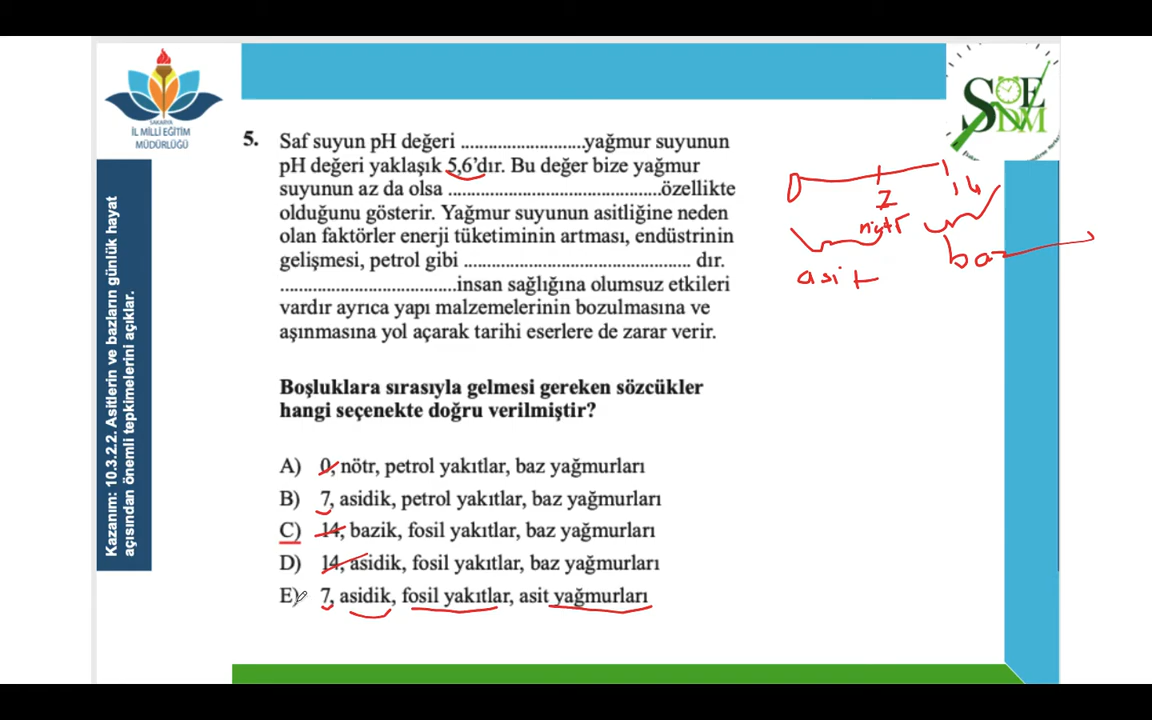 SAKARYA
İL MİLLİ EĞİTİM
MÜDÜRLÜĞÜ
SOE
DM
Kazanım: 10.3.2.2. Asitlerin ve bazların günlük hayat
açısından önemli tepkimelerini açıklar.
5. Saf suyun pH değeri ..........................yağmur suyunun
pH değeri yaklaşık 5,6’dır. Bu değer bize yağmur
suyunun az da olsa .............................................özellikte
olduğunu gösterir. Yağmur suyunun asitliğine neden
olan faktörler enerji tüketiminin artması, endüstrinin
gelişmesi, petrol gibi ................................................ dır.
......................................insan sağlığına olumsuz etkileri
vardır ayrıca yapı malzemelerinin bozulmasına ve
aşınmasına yol açarak tarihi eserlere de zarar verir.
Boşluklara sırasıyla gelmesi gereken sözcükler
hangi seçenekte doğru verilmiştir?
A) 0, nötr, petrol yakıtlar, baz yağmurları
B) 7, asidik, petrol yakıtlar, baz yağmurları
C) 14, bazik, fosil yakıtlar, baz yağmurları
D) 14, asidik, fosil yakıtlar, baz yağmurları
E) 7, asidik, fosil yakıtlar, asit yağmurları
0 7 14
nötr
asit baz